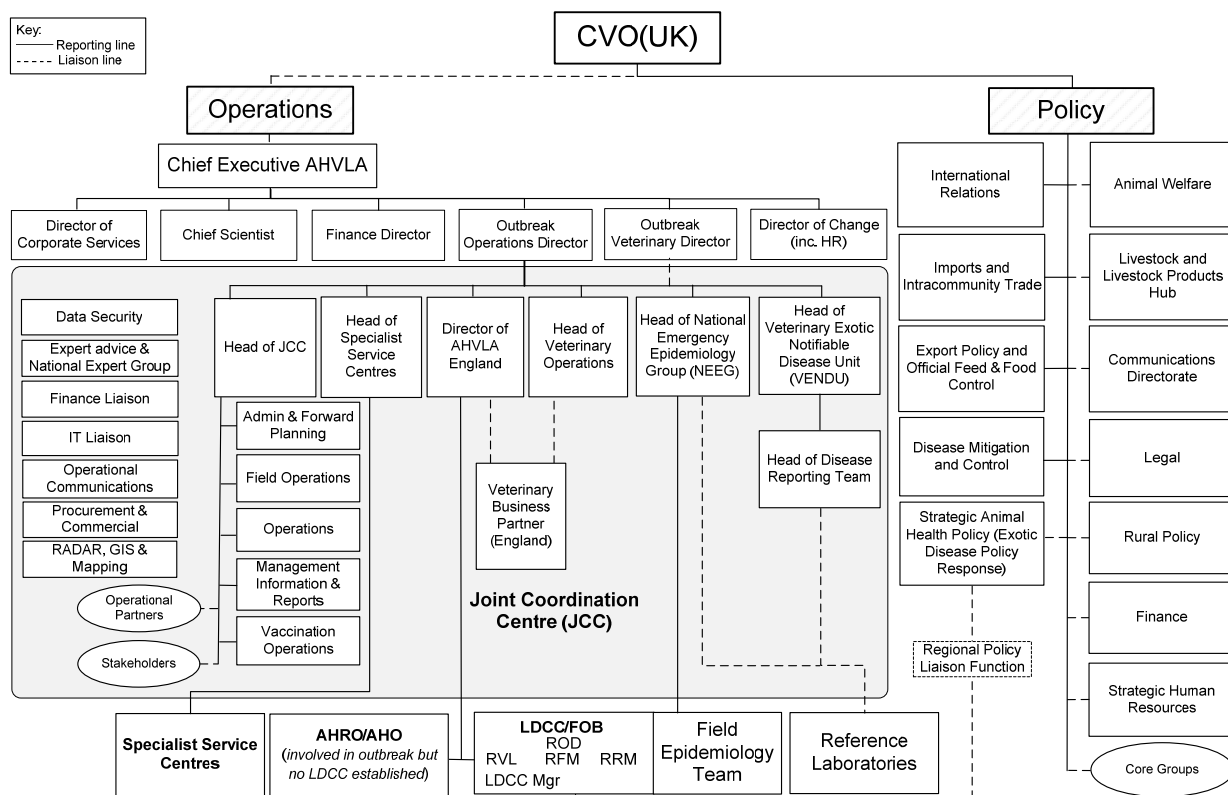 Key:
Reporting line
Liaison line
CVO(UK)
Operations
Policy
Chief Executive AHVLA
Director of
Corporate Services
Chief Scientist
Finance Director
Outbreak
Operations Director
Outbreak
Veterinary Director
Director of Change
(inc. HR)
Data Security
Expert advice &
National Expert Group
Finance Liaison
IT Liaison
Operational
Communications
Procurement &
Commercial
RADAR, GIS &
Mapping
Operational
Partners
Stakeholders
Head of JCC
Head of
Specialist
Service
Centres
Director of
AHVLA
England
Head of
Veterinary
Operations
Head of National
Emergency
Epidemiology
Group (NEEG)
Head of
Veterinary Exotic
Notifiable
Disease Unit
(VENDU)
Admin & Forward
Planning
Field Operations
Operations
Management
Information &
Reports
Vaccination
Operations
Veterinary
Business
Partner
(England)
Head of Disease
Reporting Team
Joint Coordination
Centre (JCC)
Specialist Service
Centres
AHRO/AHO
(involved in outbreak but
no LDCC established)
LDCC/FOB
ROD
RVL RFM RRM
LDCC Mgr
Field
Epidemiology
Team
Reference
Laboratories
International
Relations
Imports and
Intracommunity Trade
Export Policy and
Official Feed & Food
Control
Disease Mitigation
and Control
Strategic Animal
Health Policy (Exotic
Disease Policy
Response)
Regional Policy
Liaison Function
Animal Welfare
Livestock and
Livestock Products
Hub
Communications
Directorate
Legal
Rural Policy
Finance
Strategic Human
Resources
Core Groups